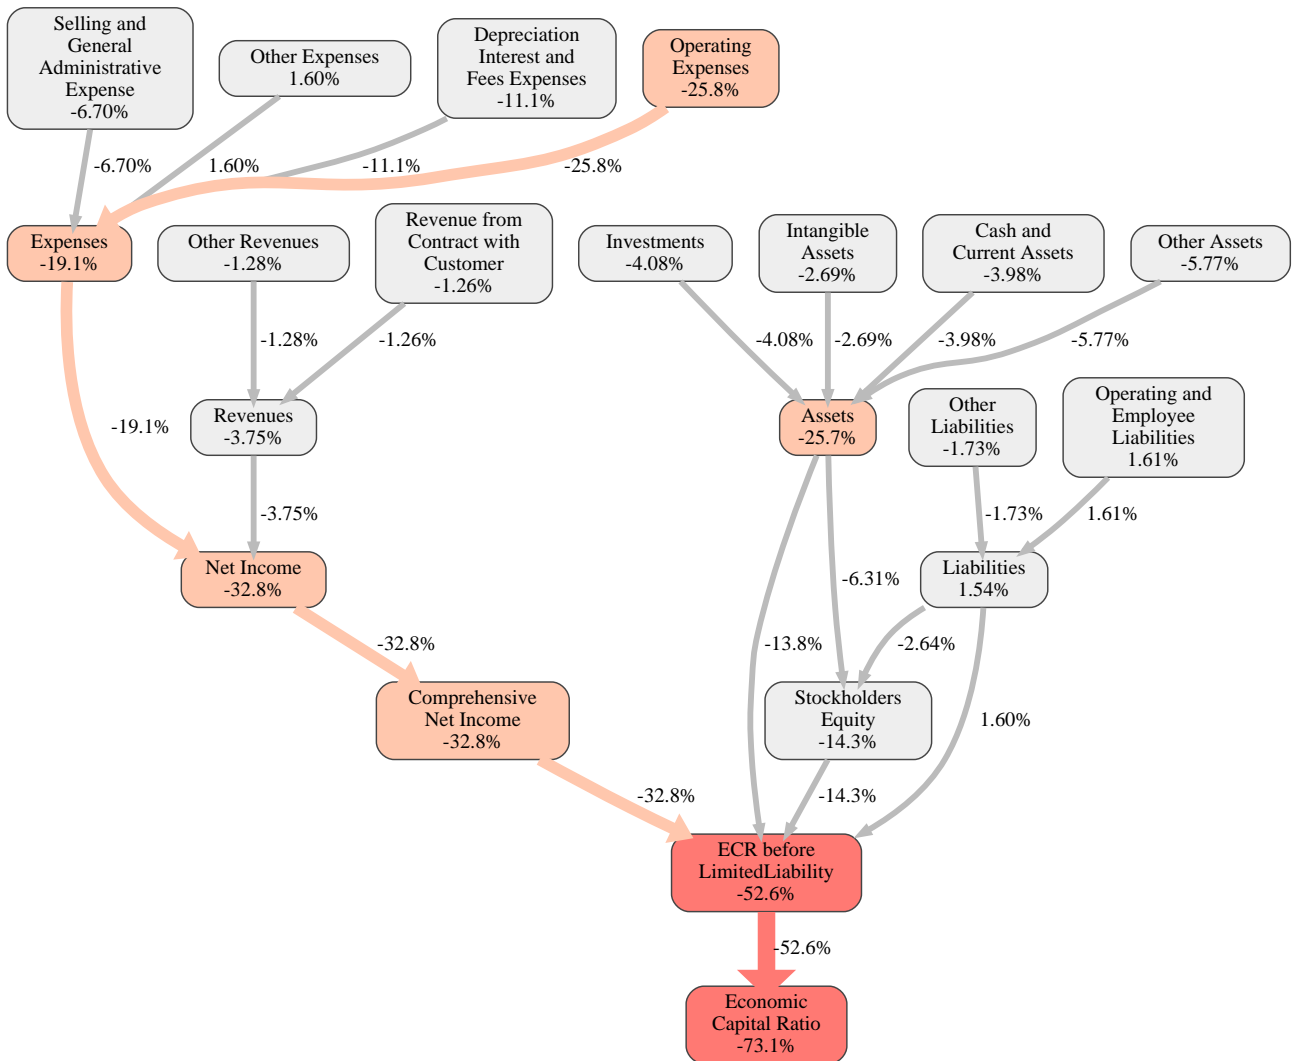 Selling and
General
Administrative
Expense
-6.70%
Other Expenses
1.60%
Depreciation
Interest and
Fees Expenses
-11.1%
Operating
Expenses
-25.8%
-6.70%
1.60%
-11.1%
-25.8%
Expenses
-19.1%
Other Revenues
-1.28%
Revenue from
Contract with
Customer
-1.26%
Investments
-4.08%
Intangible
Assets
-2.69%
Cash and
Current Assets
-3.98%
Other Assets
-5.77%
-1.28%
-1.26%
-4.08%
-2.69%
-3.98%
-5.77%
-19.1%
Revenues
-3.75%
Assets
-25.7%
Other
Liabilities
-1.73%
Operating and
Employee
Liabilities
1.61%
-3.75%
-1.73%
1.61%
Net Income
-32.8%
-6.31%
Liabilities
1.54%
-32.8%
-13.8%
-2.64%
Comprehensive
Net Income
-32.8%
Stockholders
Equity
-14.3%
1.60%
-32.8%
-14.3%
ECR before
LimitedLiability
-52.6%
-52.6%
Economic
Capital Ratio
-73.1%